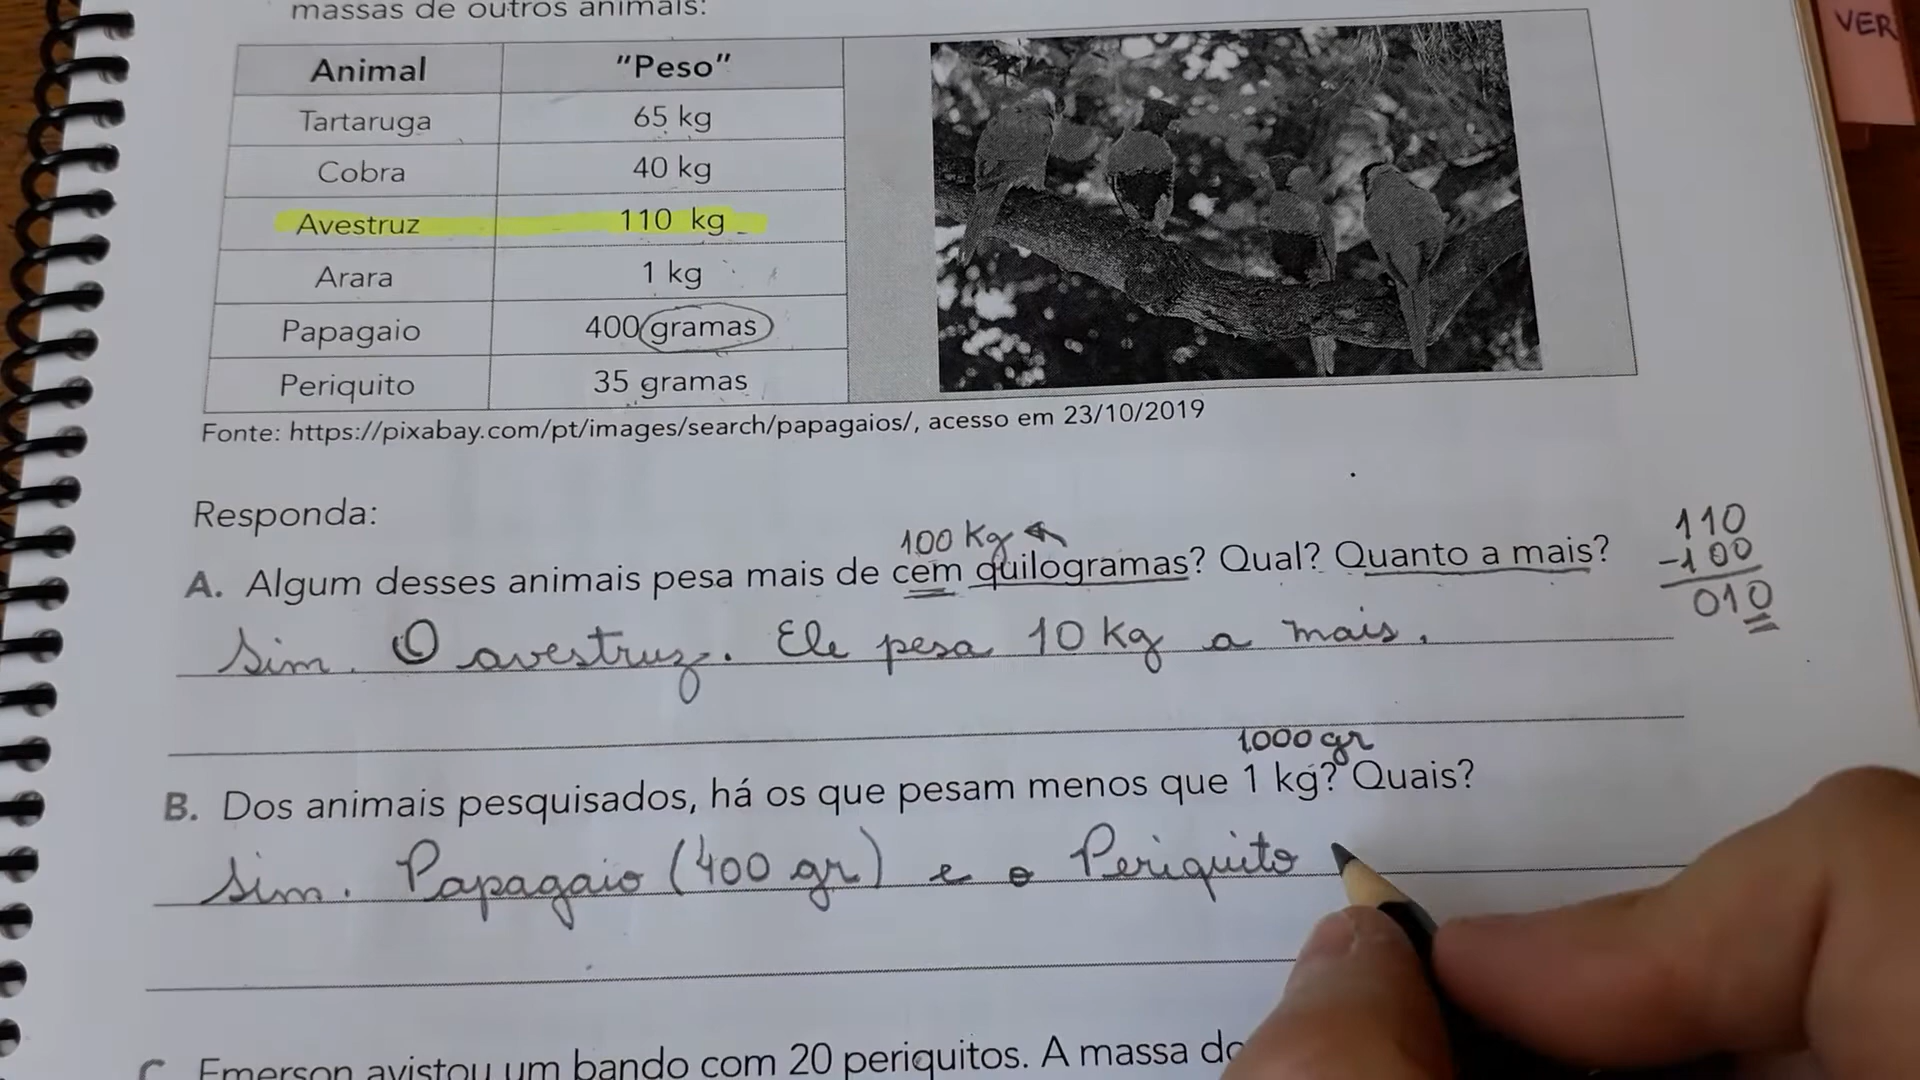 massas de outros animais:
VER
Animal "Peso"
Tartaruga 65 kg
Cobra 40 kg
Avestruz 110 kg
Arara 1 kg
Papagaio 400 gramas
Periquito 35 gramas
Fonte: https://pixabay.com/pt/images/search/papagaios/, acesso em 23/10/2019
Responda:
100 Kg
A. Algum desses animais pesa mais de cem quilogramas? Qual? Quanto a mais?
110
-100
010
Sim. O avestruz. Ele pesa 10 kg a mais.
1000 gr
B. Dos animais pesquisados, há os que pesam menos que 1 kg? Quais?
Sim. Papagaio (400 gr) e o Periquito
C Emerson avistou um bando com 20 periquitos. A massa do